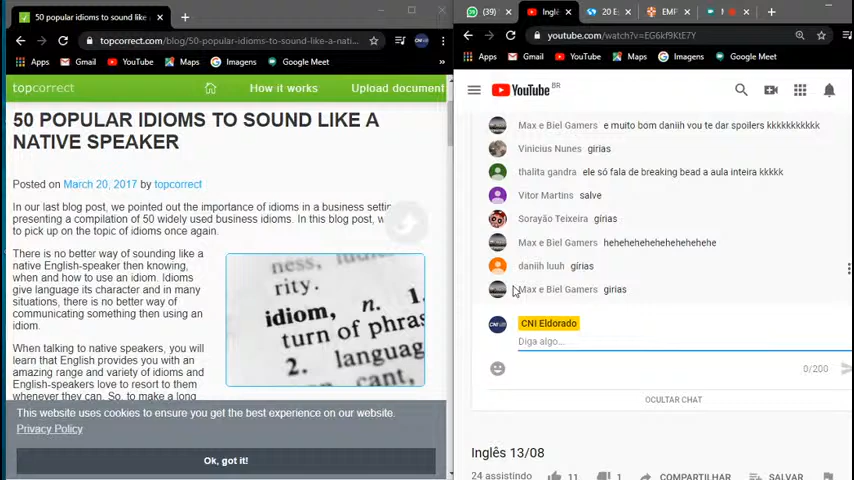 50 popular idioms to sound like
topcorrect.com/blog/50-popular-idioms-to-sound-like-a-nati...
Apps Gmail YouTube Maps Imagens Google Meet
topcorrect How it works Upload document
50 POPULAR IDIOMS TO SOUND LIKE A
NATIVE SPEAKER
Posted on March 20, 2017 by topcorrect
In our last blog post, we pointed out the importance of idioms in a business
presenting a compilation of 50 widely used business idioms. In this blog post,
to pick up on the topic of idioms once again.
There is no better way of sounding like a
native English-speaker then knowing,
when and how to use an idiom. Idioms
give language its character and in many
situations, there is no better way of
communicating something then using an
idiom.
When talking to native speakers, you will
learn that English provides you with an
amazing range and variety of idioms and
English-speakers love to resort to them
whenever they can. So, to make a long
ness,
rity.
idiom, n. 1.
turn of phras
2. languag
cant,
This website uses cookies to ensure you get the best experience on our website.
Privacy Policy
Ok, got it!
(39) Inglê 20 E EMF
youtube.com/watch?v=EG6kf9KtE7Y
Apps Gmail YouTube Maps Imagens Google Meet
YouTube BR
Max e Biel Gamers e muito bom daniih vou te dar spoilers kkkkkkkkkkk
Vinicius Nunes gírias
thalita gandra ele só fala de breaking bead a aula inteira kkkkk
Vitor Martins salve
Sorayão Teixeira gírias
Max e Biel Gamers hehehehehehehehehehe
daniih luuh gírias
Max e Biel Gamers girias
CNI Eldorado
Diga algo...
0/200
OCULTAR CHAT
Inglês 13/08
24 assistindo 11 1 COMPARTILHAR SALVAR